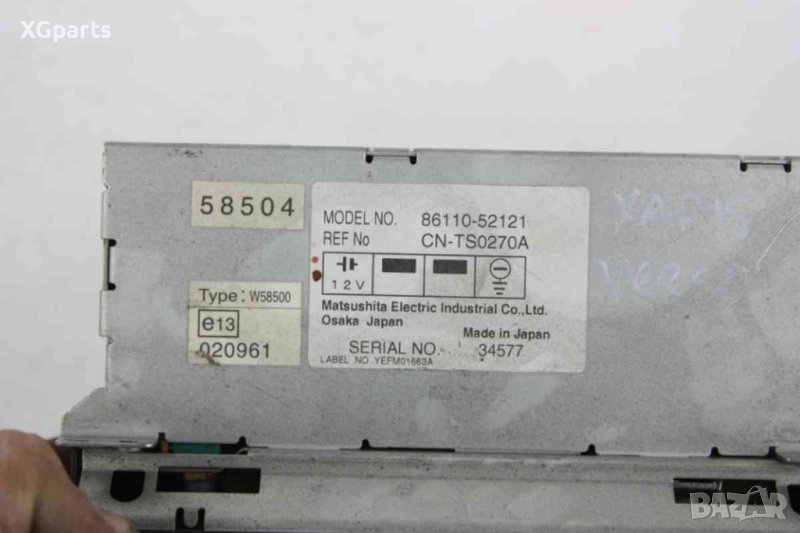 XGparts
58504
MODEL NO. 86110-52121
REF No CN-TS0270A
12V
Matsushita Electric Industrial Co.,Ltd.
Osaka Japan
Made in Japan
SERIAL NO. 34577
LABEL NO. YEFM01663A
Type: W58500
e13
020961
BAZAR